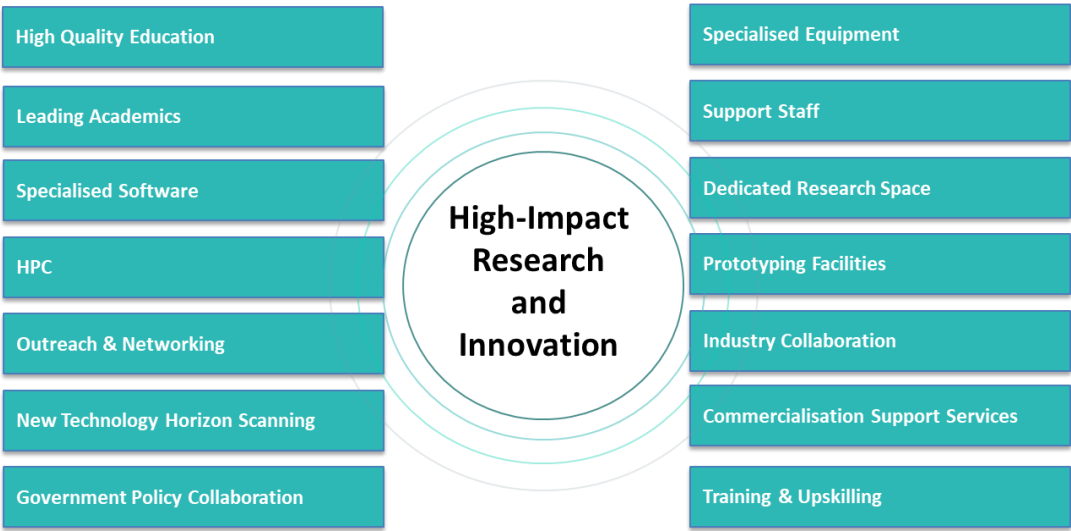 High Quality Education
Leading Academics
Specialised Software
HPC
Outreach & Networking
New Technology Horizon Scanning
Government Policy Collaboration
High-Impact
Research
and
Innovation
Specialised Equipment
Support Staff
Dedicated Research Space
Prototyping Facilities
Industry Collaboration
Commercialisation Support Services
Training & Upskilling